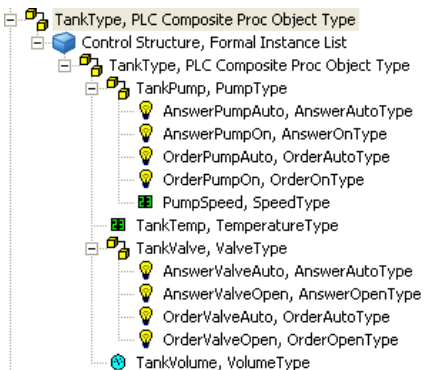 TankType, PLC Composite Proc Object Type
Control Structure, Formal Instance List
TankType, PLC Composite Proc Object Type
TankPump, PumpType
AnswerPumpAuto, AnswerAutoType
AnswerPumpOn, AnswerOnType
OrderPumpAuto, OrderAutoType
OrderPumpOn, OrderOnType
PumpSpeed, SpeedType
TankTemp, TemperatureType
TankValve, ValveType
AnswerValveAuto, AnswerAutoType
AnswerValveOpen, AnswerOpenType
OrderValveAuto, OrderAutoType
OrderValveOpen, OrderOpenType
TankVolume, VolumeType